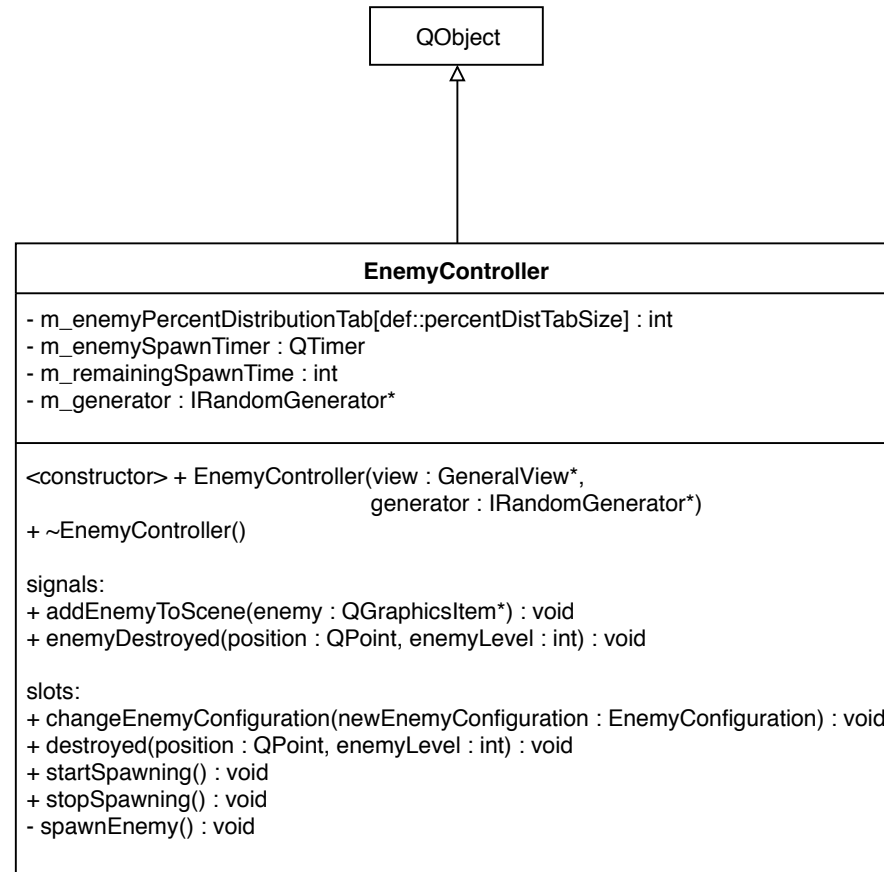 QObject
EnemyController
- m_enemyPercentDistributionTab[def::percentDistTabSize] : int
- m_enemySpawnTimer : QTimer
- m_remainingSpawnTime : int
- m_generator : IRandomGenerator*
<constructor> + EnemyController(view : GeneralView*,
generator : IRandomGenerator*)
+ ~EnemyController()
signals:
+ addEnemyToScene(enemy : QGraphicsItem*) : void
+ enemyDestroyed(position : QPoint, enemyLevel : int) : void
slots:
+ changeEnemyConfiguration(newEnemyConfiguration : EnemyConfiguration) : void
+ destroyed(position : QPoint, enemyLevel : int) : void
+ startSpawning() : void
+ stopSpawning() : void
- spawnEnemy() : void